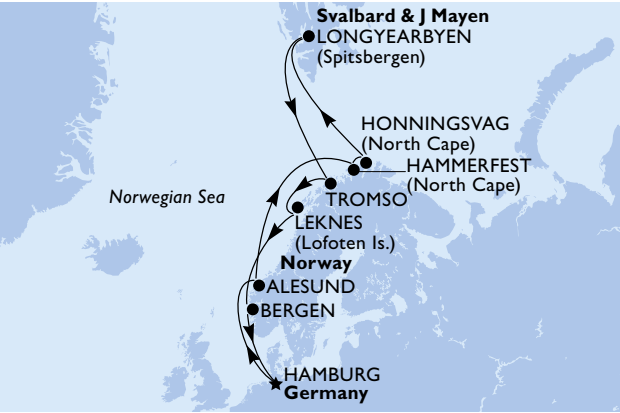 Svalbard & J Mayen
LONGYEARBYEN
(Spitsbergen)
HONNINGSVAG
(North Cape)
HAMMERFEST
(North Cape)
Norwegian Sea
TROMSO
LEKNES
(Lofoten Is.)
Norway
ALESUND
BERGEN
HAMBURG
Germany